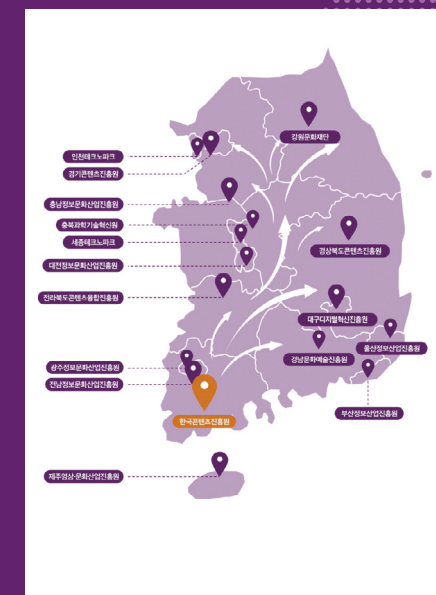 강원문화재단
인천테크노파크
경기콘텐츠진흥원
충남정보문화산업진흥원
충북과학기술혁신원
세종테크노파크
경상북도콘텐츠진흥원
대전정보문화산업진흥원
전라북도콘텐츠융합진흥원
대구디지털혁신진흥원
울산정보산업진흥원
경남문화예술진흥원
광주정보문화산업진흥원
전남정보문화산업진흥원
부산정보산업진흥원
한국콘텐츠진흥원
제주영상·문화산업진흥원